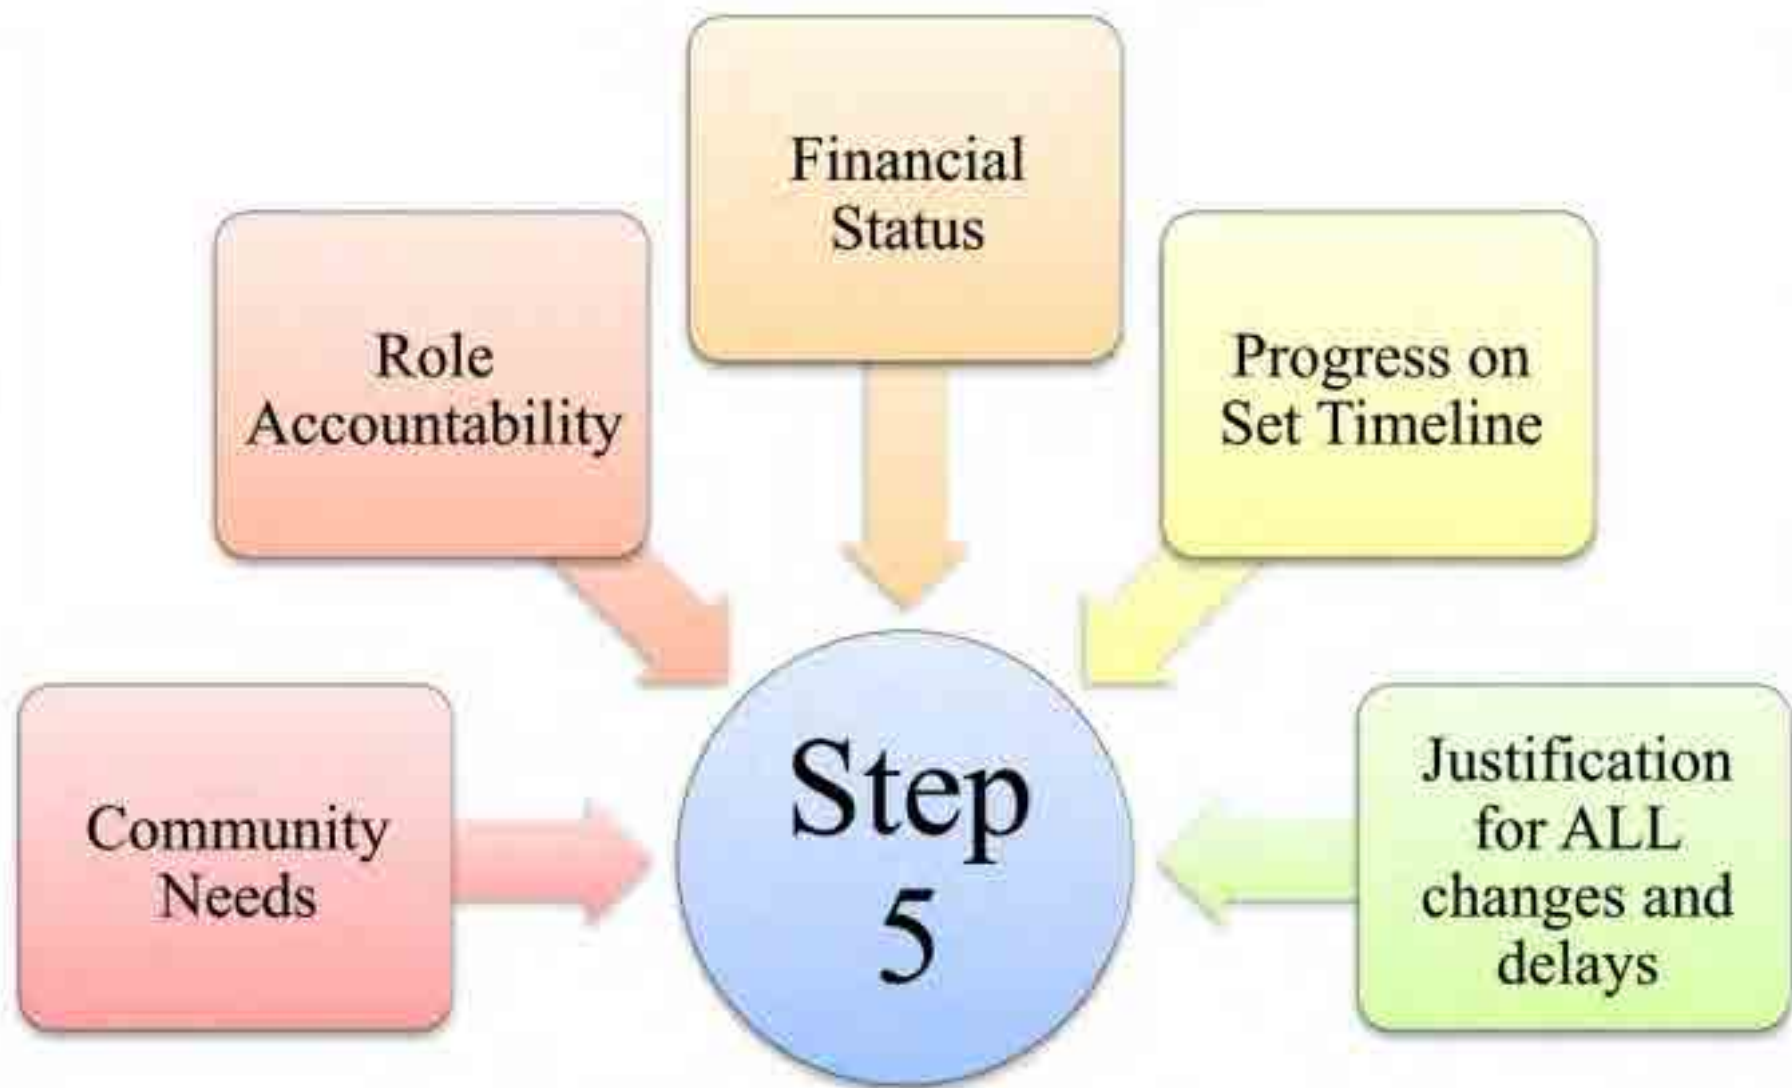 Financial
Status
Role
Accountability
Progress on
Set Timeline
Community
Needs
Step
5
Justification
for ALL
changes and
delays